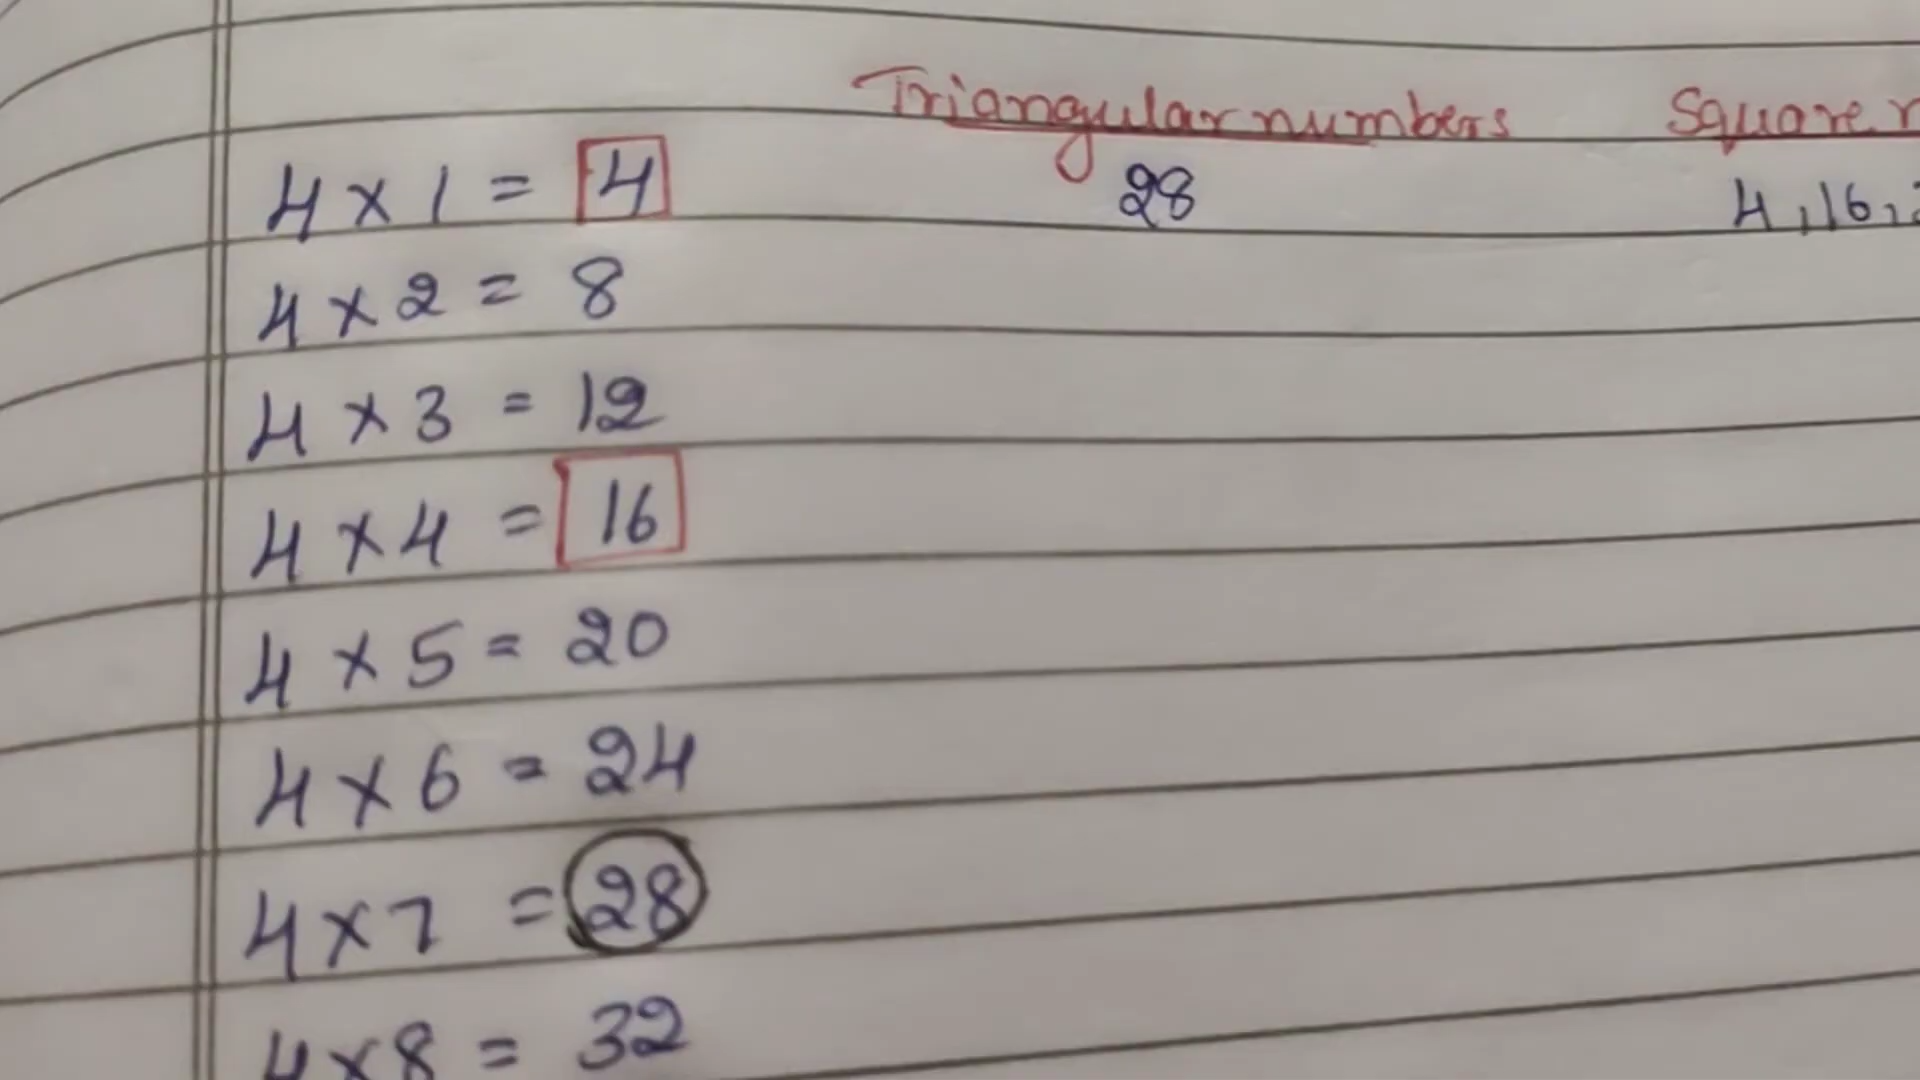 Triangular numbers Square
4 x 1 = 4 28 4, 16,
4 x 2 = 8
4 x 3 = 12
4 x 4 = 16
4 x 5 = 20
4 x 6 = 24
4 x 7 = 28
4 x 8 = 32